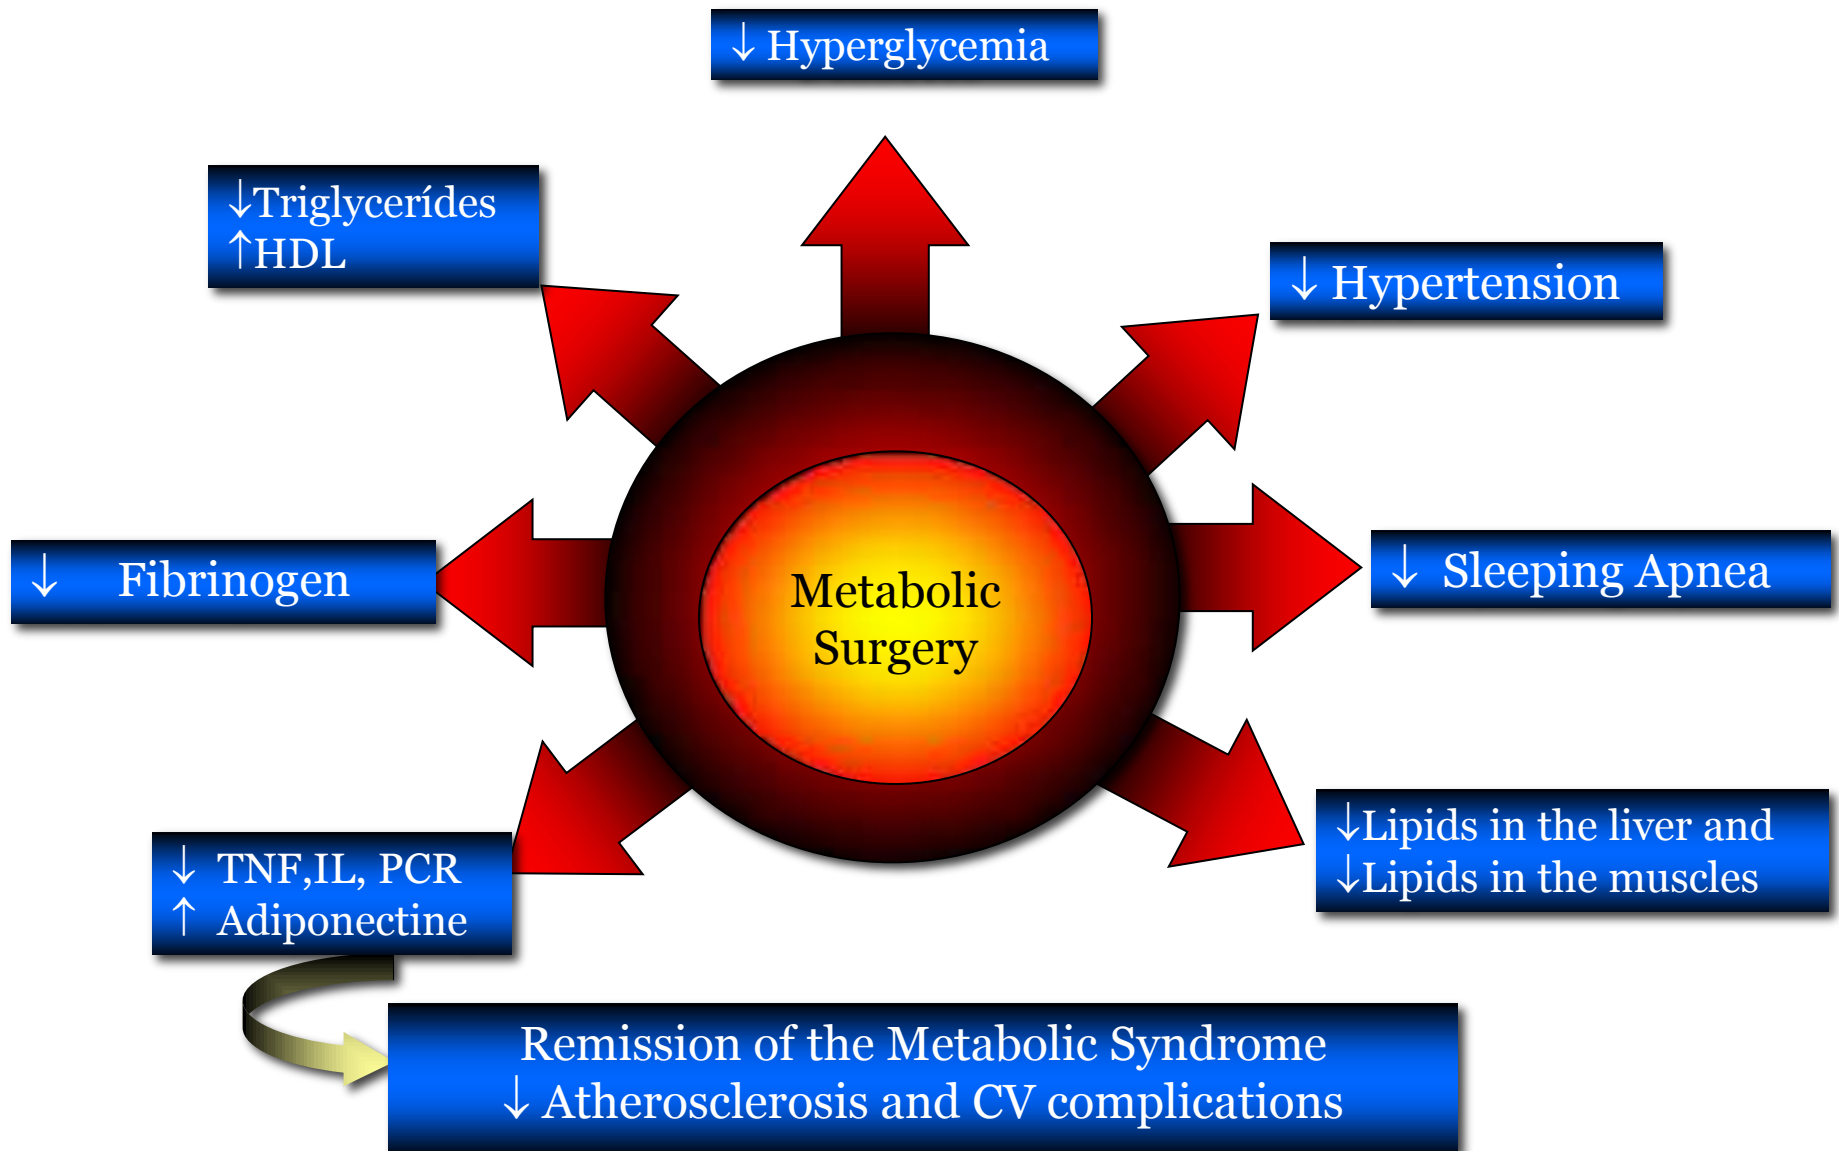 ↓ Hyperglycemia
↓Triglycerídes
↑HDL
↓ Hypertension
↓ Fibrinogen
Metabolic
Surgery
↓ Sleeping Apnea
↓Lipids in the liver and
↓Lipids in the muscles
↓ TNF,IL, PCR
↑ Adiponectine
Remission of the Metabolic Syndrome
↓ Atherosclerosis and CV complications